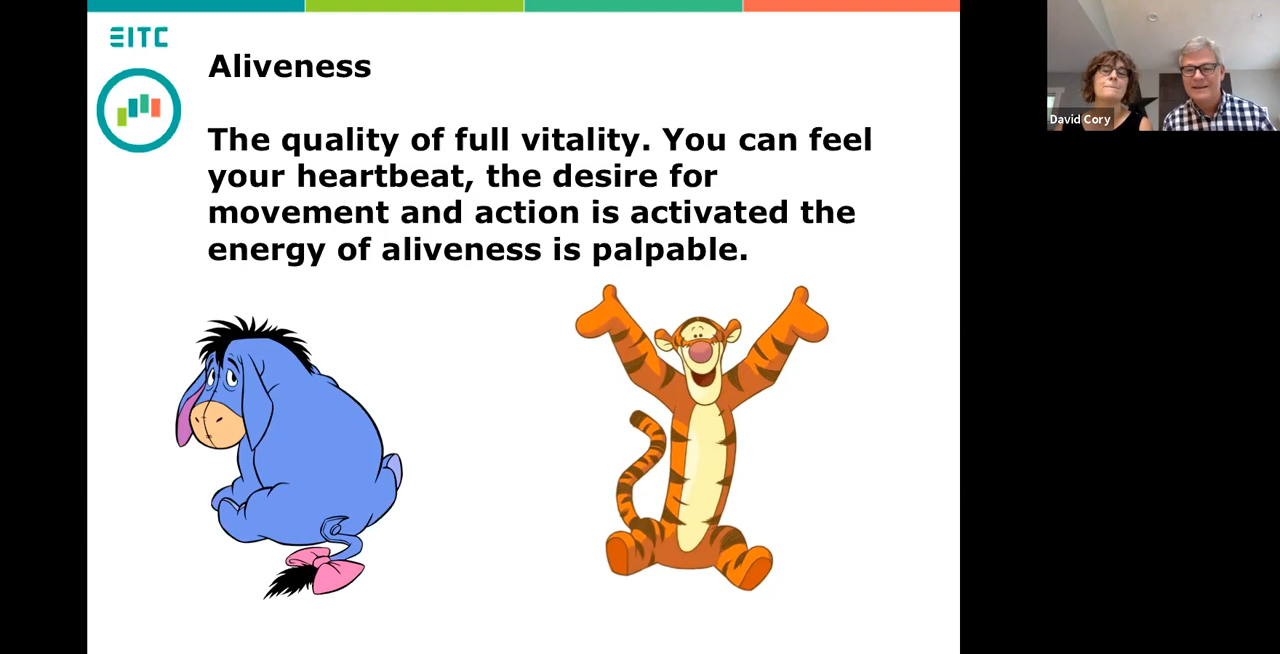 EITC
Aliveness
The quality of full vitality. You can feel
your heartbeat, the desire for
movement and action is activated the
energy of aliveness is palpable.
David Cory